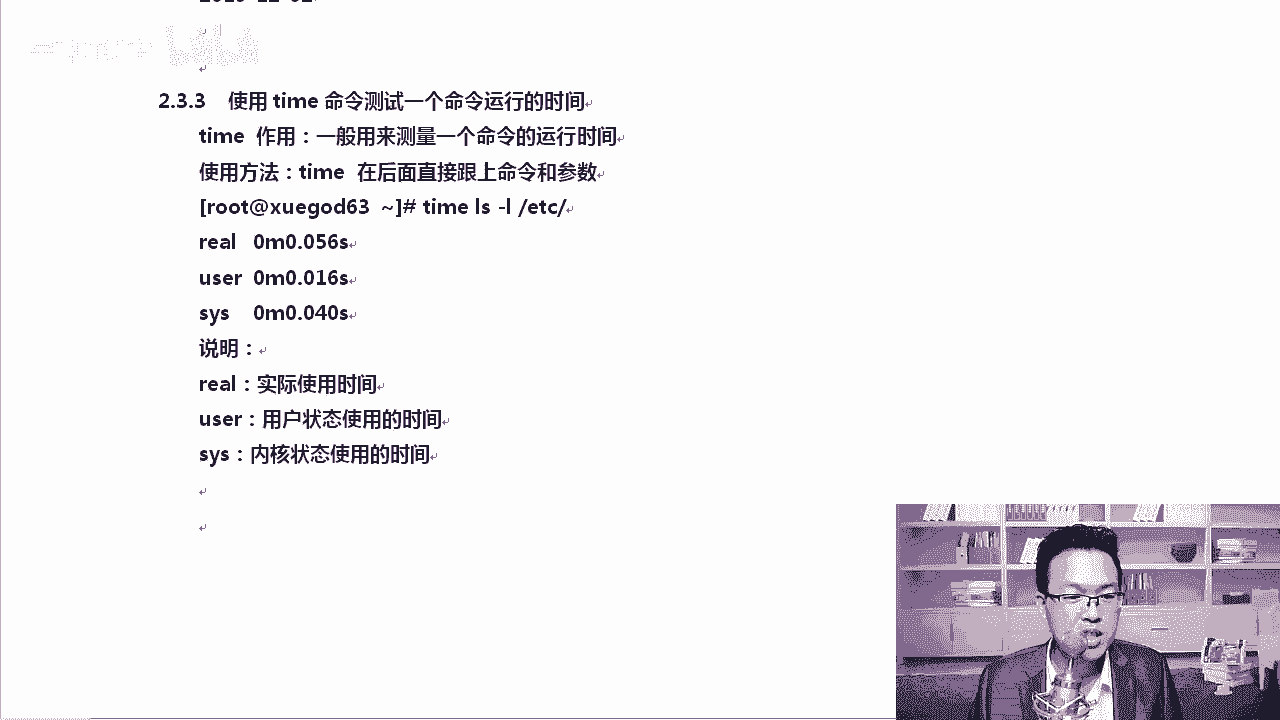 2.3.3 使用 time 命令测试一个命令运行的时间
time 作用：一般用来测量一个命令的运行时间
使用方法：time 在后面直接跟上命令和参数
[root@xuegod63 ~]# time ls -l /etc/
real 0m0.056s
user 0m0.016s
sys 0m0.040s
说明：
real：实际使用时间
user：用户状态使用的时间
sys：内核状态使用的时间